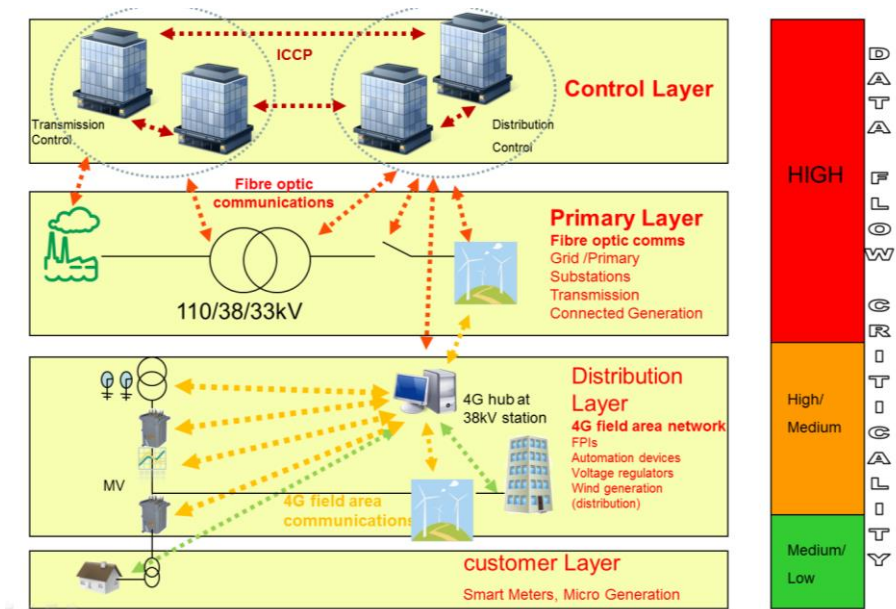 ICCP
Transmission
Control
Distribution
Control
Control Layer
Fibre optic
communications
110/38/33kV
Primary Layer
Fibre optic comms
Grid /Primary
Substations
Transmission
Connected Generation
MV
4G hub at
38kV station
4G field area
communications
Distribution
Layer
4G field area network
FPIs
Automation devices
Voltage regulators
Wind generation
(distribution)
customer Layer
Smart Meters, Micro Generation
HIGH
High/
Medium
Medium/
Low
DATA FLOW CRITICALITY